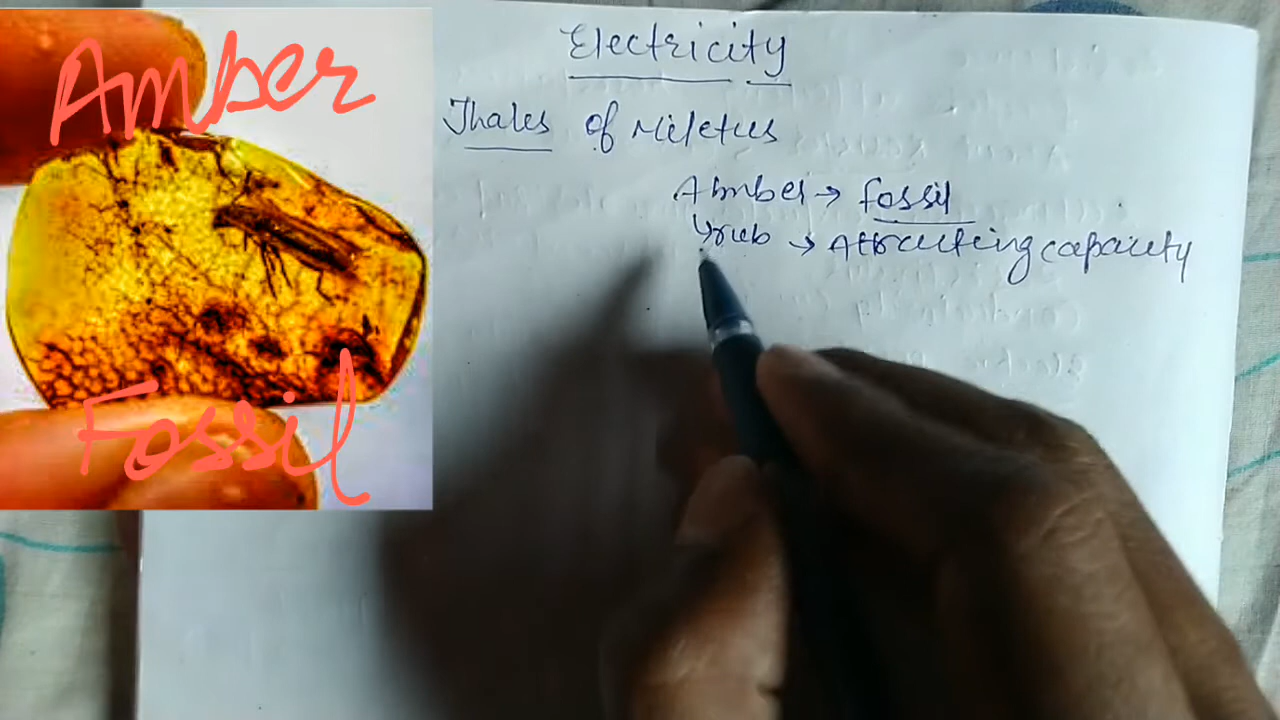 Amber
Fossil
Electricity
Thales of Miletus
Amber → fossil
rub → Attracting capacity